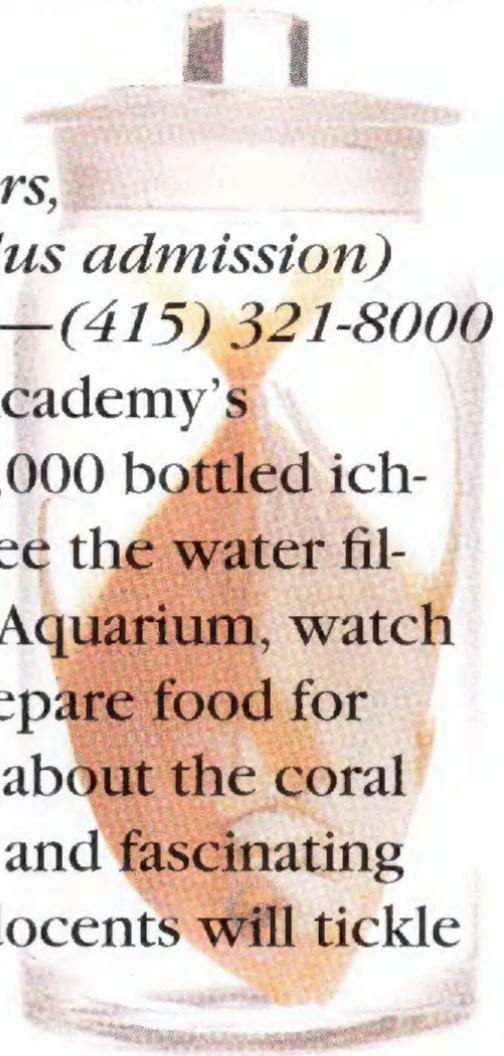 rs,
lus admission)
—(415) 321-8000
cademy's
,000 bottled ich-
ee the water fil-
Aquarium, watch
epare food for
about the coral
and fascinating
locents will tickle